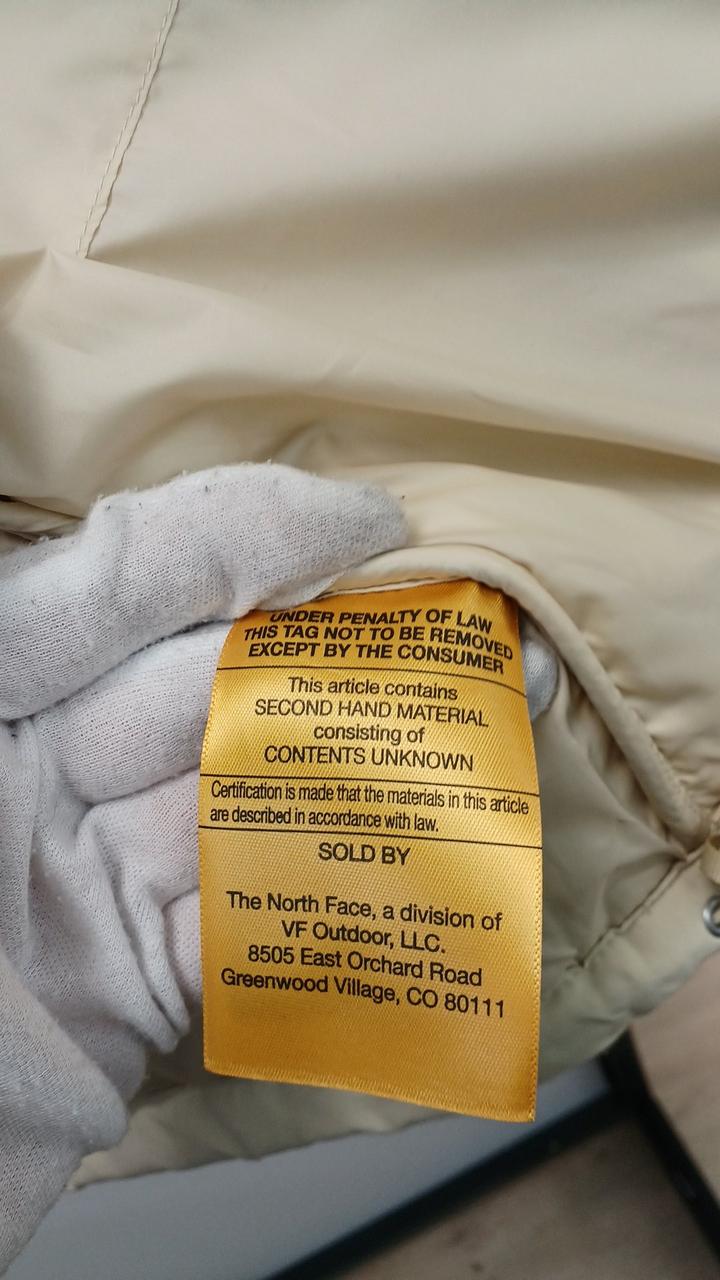 UNDER PENALTY OF LAW
THIS TAG NOT TO BE REMOVED
EXCEPT BY THE CONSUMER
This article contains
SECOND HAND MATERIAL
consisting of
CONTENTS UNKNOWN
Certification is made that the materials in this article
are described in accordance with law.
SOLD BY
The North Face, a division of
VF Outdoor, LLC.
8505 East Orchard Road
Greenwood Village, CO 80111